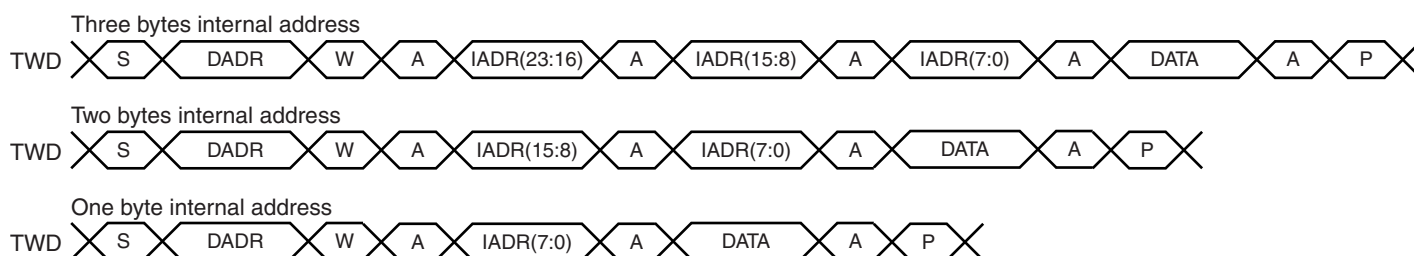 Three bytes internal address
TWD S DADR W A IADR(23:16) A IADR(15:8) A IADR(7:0) A DATA A P
Two bytes internal address
TWD S DADR W A IADR(15:8) A IADR(7:0) A DATA A P
One byte internal address
TWD S DADR W A IADR(7:0) A DATA A P